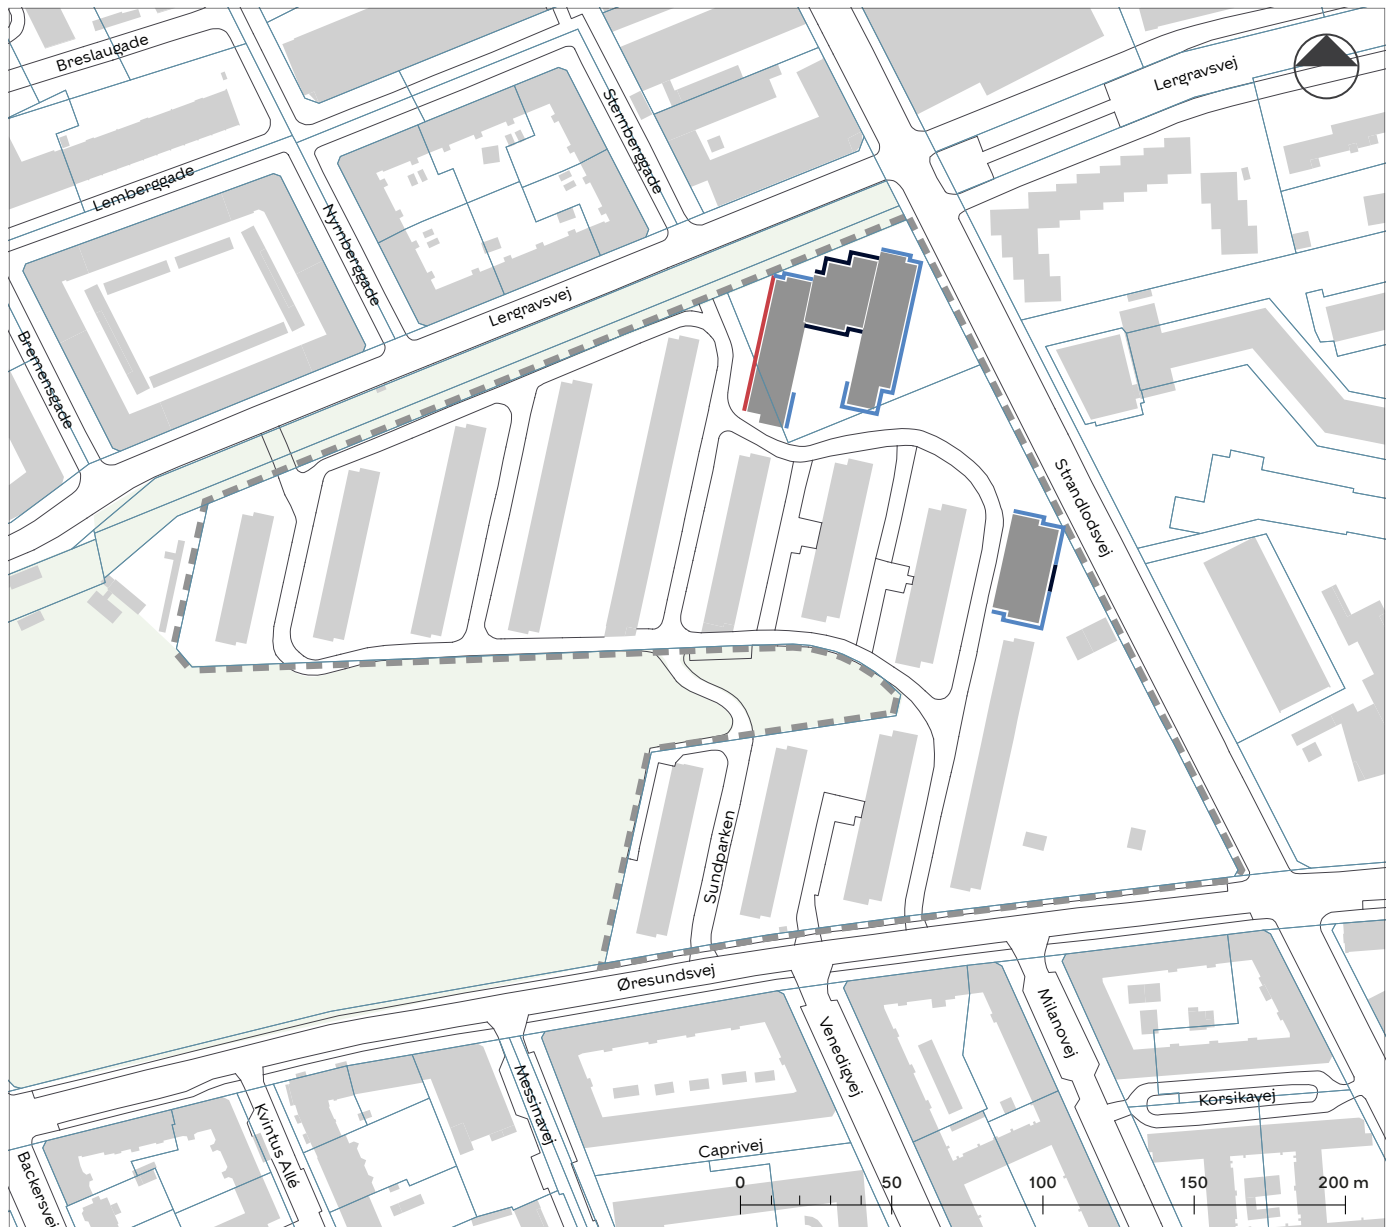 Breslaugade
Lergravsvej
Sternberggade
Lemberggade
Nyrnberggade
Lergravsvej
Bremensgade
Strandlodsvej
Sundparken
Øresundsvej
Milanovej
Venedigvej
Messinavej
Korsikavej
Kvintus Allé
Caprivej
Backersvej
0 50 100 150 200 m